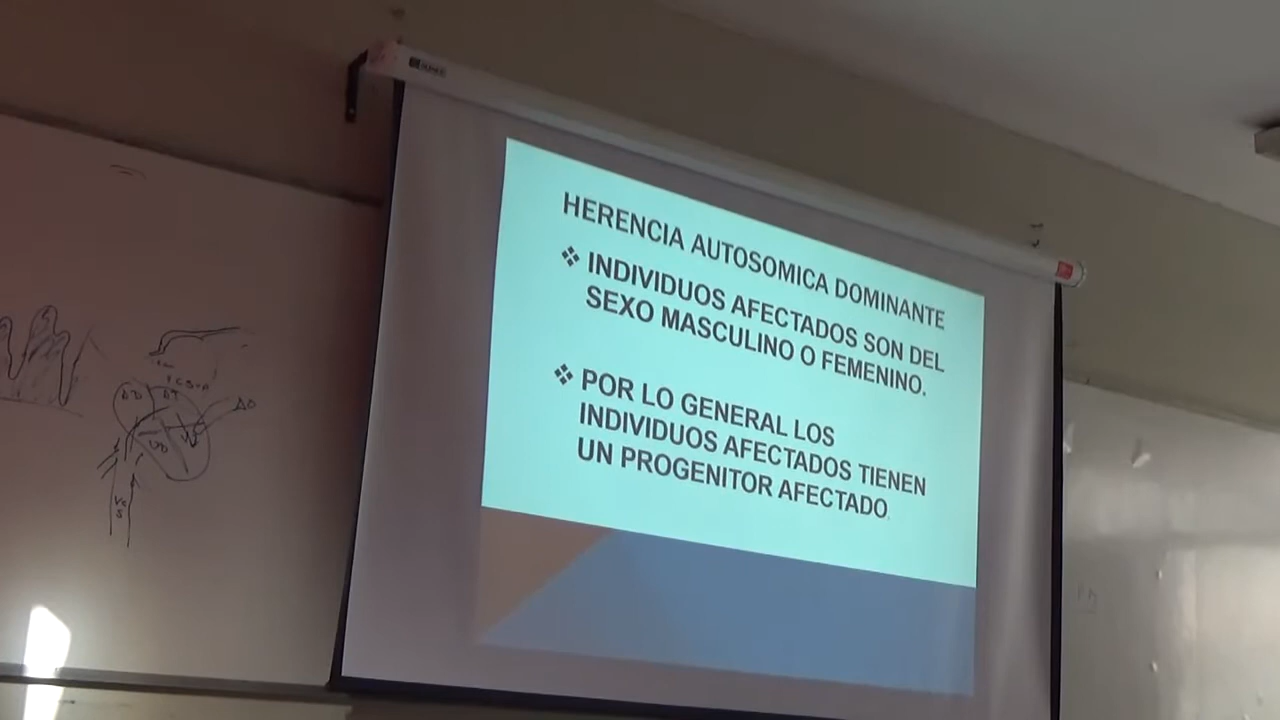 HERENCIA AUTOSOMICA DOMINANTE
❖ INDIVIDUOS AFECTADOS SON DEL
SEXO MASCULINO O FEMENINO.
❖ POR LO GENERAL LOS
INDIVIDUOS AFECTADOS TIENEN
UN PROGENITOR AFECTADO.